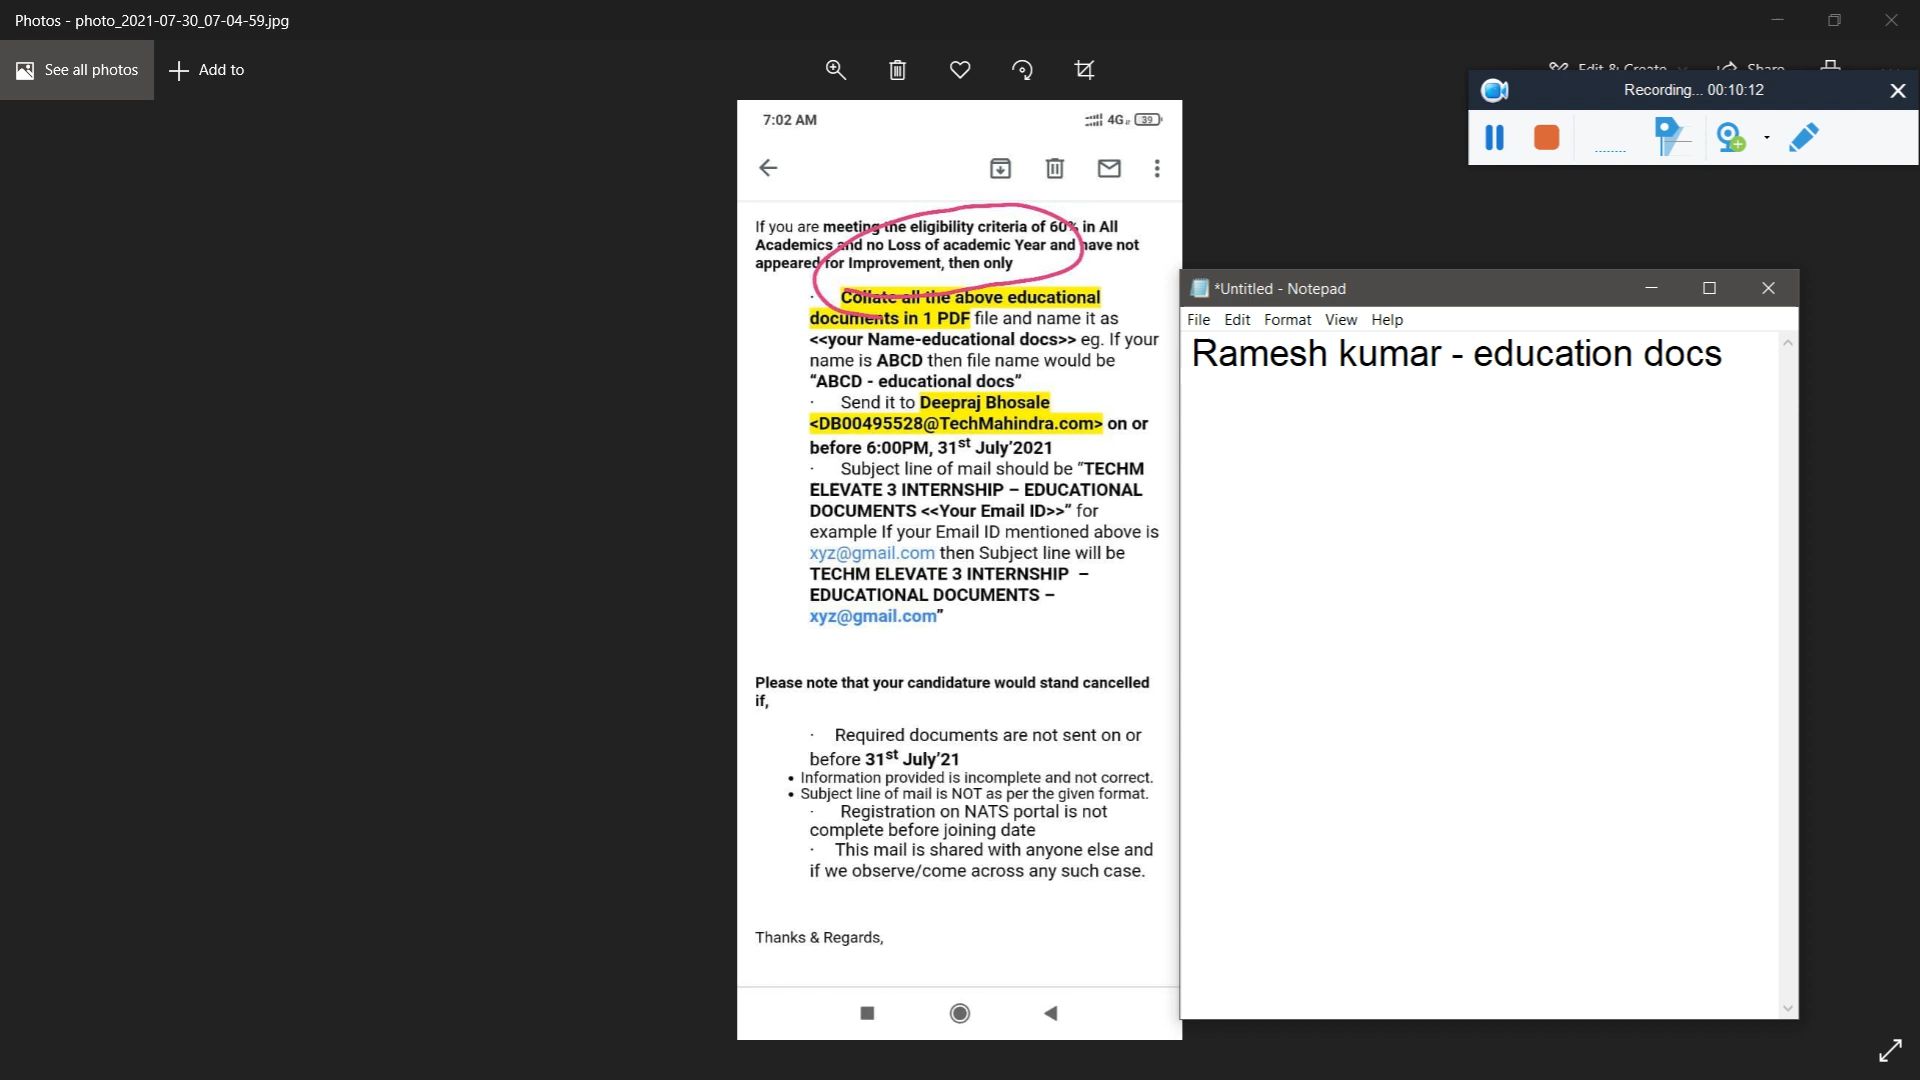 Photos - photo_2021-07-30_07-04-59.jpg
See all photos
Add to
Edit & Create
Share
Recording... 00:10:12
7:02 AM
4G
39
If you are meeting the eligibility criteria of 60% in All
Academics and no Loss of academic Year and have not
appeared for Improvement, then only
· Collate all the above educational
documents in 1 PDF file and name it as
<<your Name-educational docs>> eg. If your
name is ABCD then file name would be
“ABCD - educational docs”
· Send it to Deepraj Bhosale
<DB00495528@TechMahindra.com> on or
before 6:00PM, 31st July’2021
· Subject line of mail should be “TECHM
ELEVATE 3 INTERNSHIP – EDUCATIONAL
DOCUMENTS <<Your Email ID>>” for
example If your Email ID mentioned above is
xyz@gmail.com then Subject line will be
TECHM ELEVATE 3 INTERNSHIP –
EDUCATIONAL DOCUMENTS –
xyz@gmail.com”
Please note that your candidature would stand cancelled
if,
· Required documents are not sent on or
before 31st July’21
• Information provided is incomplete and not correct.
• Subject line of mail is NOT as per the given format.
· Registration on NATS portal is not
complete before joining date
· This mail is shared with anyone else and
if we observe/come across any such case.
Thanks & Regards,
*Untitled - Notepad
File Edit Format View Help
Ramesh kumar - education docs